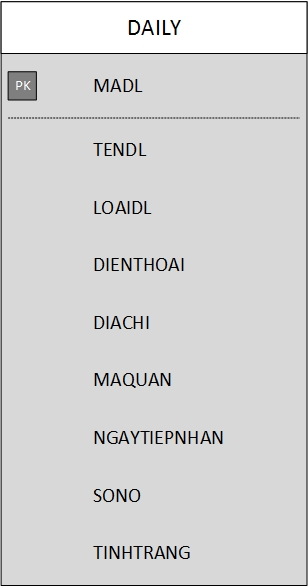 DAILY
PK MADL
TENDL
LOAIDL
DIENTHOAI
DIACHI
MAQUAN
NGAYTIEPNHAN
SONO
TINHTRANG